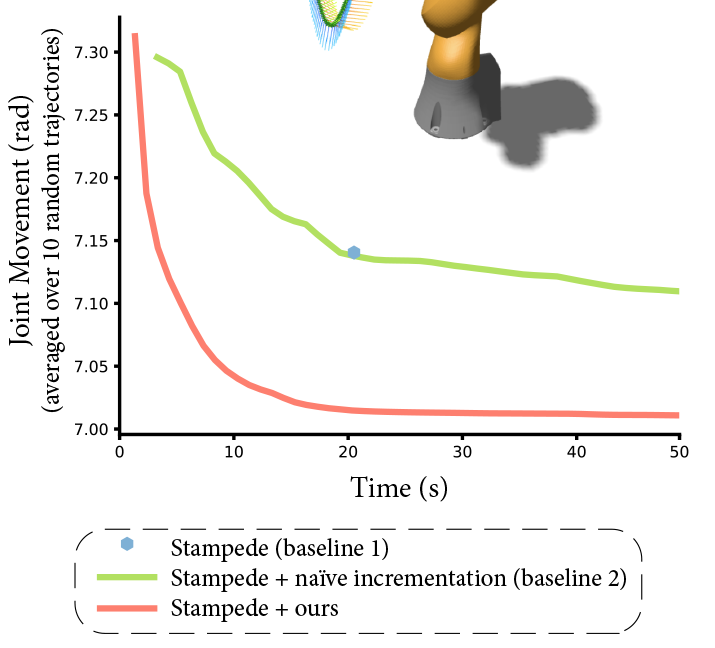 Joint Movement (rad)
(averaged over 10 random trajectories)
7.30
7.25
7.20
7.15
7.10
7.05
7.00
0 10 20 30 40 50
Time (s)
Stampede (baseline 1)
Stampede + naïve incrementation (baseline 2)
Stampede + ours